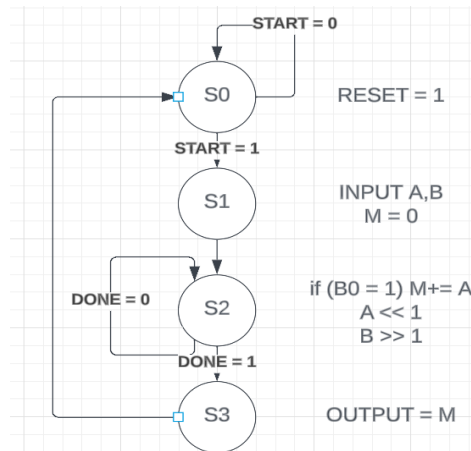 START = 0
S0
RESET = 1
START = 1
S1
INPUT A,B
M = 0
S2
DONE = 0
if (B0 = 1) M+= A
A << 1
B >> 1
DONE = 1
S3
OUTPUT = M